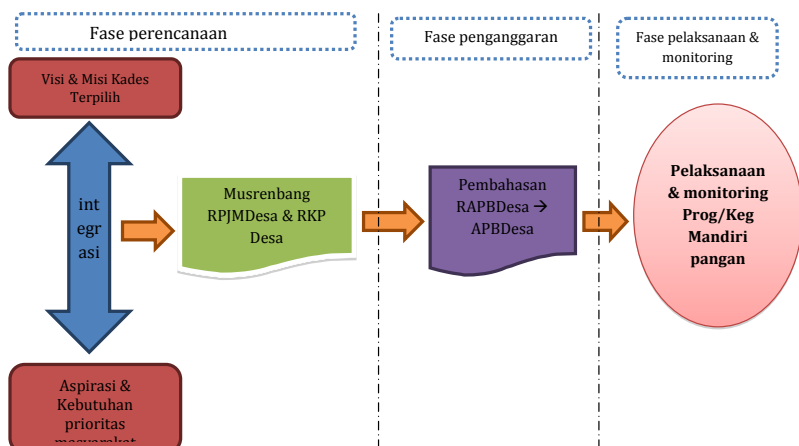 Fase perencanaan
Fase penganggaran
Fase pelaksanaan &
monitoring
Visi & Misi Kades
Terpilih
int
egr
asi
Musrenbang
RPJMDesa & RKP
Desa
Pembahasan
RAPBDesa →
APBDesa
Pelaksanaan
& monitoring
Prog/Keg
Mandiri
pangan
Aspirasi &
Kebutuhan
prioritas
masyarakat